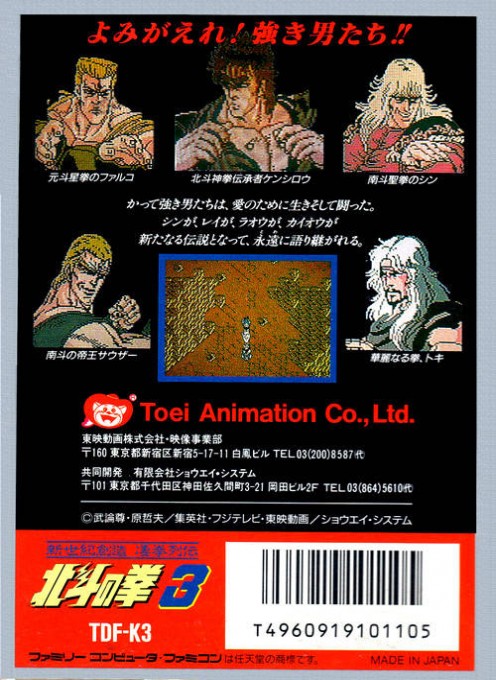 よみがえれ！強き男たち!!
元斗星拳のファルコ
北斗神拳伝承者ケンシロウ
南斗聖拳のシン
かって強き男たちは、愛のために生きそして闘った。
シンが、レイが、ラオウが、カイオウが
新たなる伝説となって、永遠に語り継がれる。
南斗の帝王サウザー
華麗なる拳、トキ
Toei Animation Co.,Ltd.
東映動画株式会社・映像事業部
〒160 東京都新宿区新宿5-17-11 白鳳ビル TEL.03(200)8587代
共同開発 有限会社ショウエイ・システム
〒101 東京都千代田区神田佐久間町3-21 岡田ビル2F TEL.03(864)5610代
©武論尊・原哲夫／集英社・フジテレビ・東映動画／ショウエイ・システム
新世紀創造 凄拳列伝
北斗の拳3
TDF-K3
T4960919101105
ファミリーコンピュータ・ファミコンは任天堂の商標です。
MADE IN JAPAN